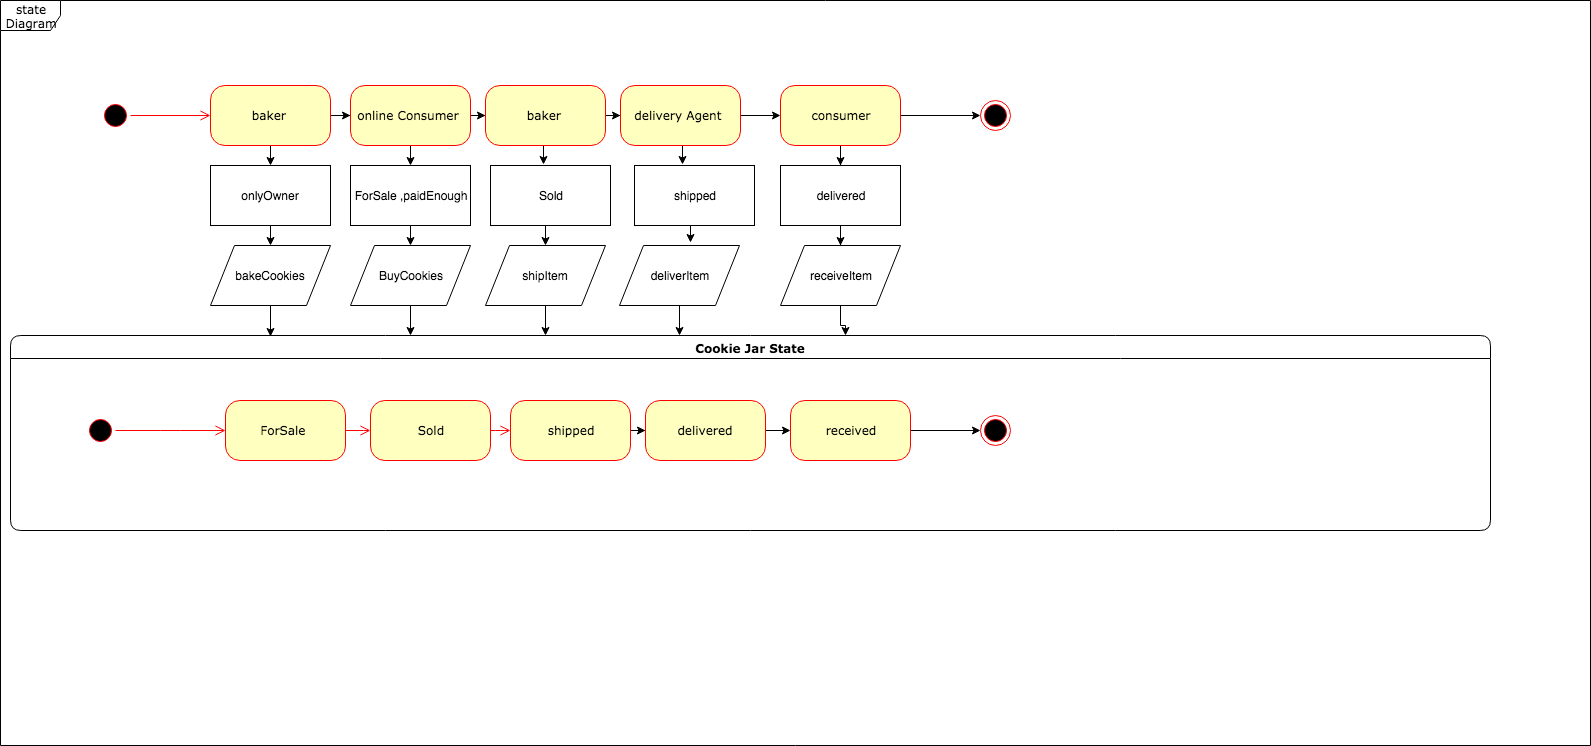 state
Diagram
baker
online Consumer
baker
delivery Agent
consumer
onlyOwner
ForSale ,paidEnough
Sold
shipped
delivered
bakeCookies
BuyCookies
shipItem
deliverItem
receiveItem
Cookie Jar State
ForSale
Sold
shipped
delivered
received